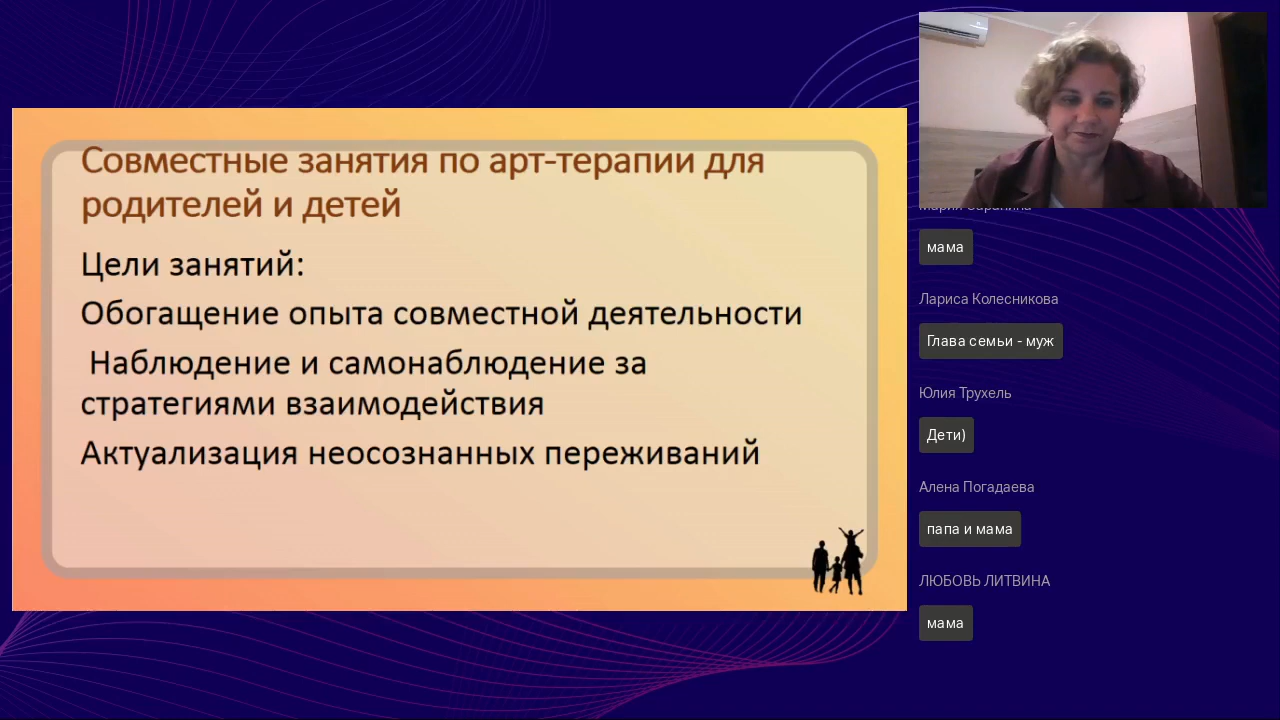 Совместные занятия по арт-терапии для
родителей и детей
Цели занятий:
Обогащение опыта совместной деятельности
Наблюдение и самонаблюдение за
стратегиями взаимодействия
Актуализация неосознанных переживаний
мама
Лариса Колесникова
Глава семьи - муж
Юлия Трухель
Дети)
Алена Погадаева
папа и мама
ЛЮБОВЬ ЛИТВИНА
мама